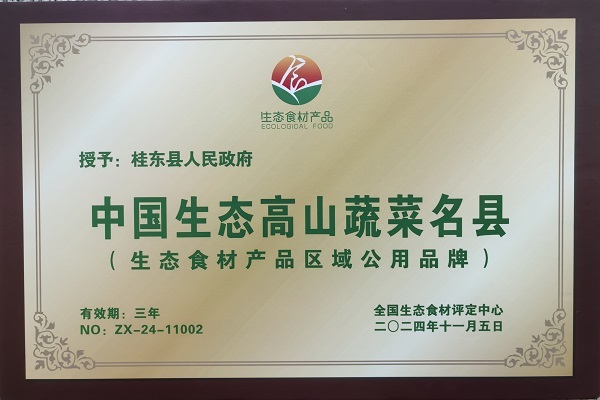 生态食材产品
ECOLOGIDAL FOOD
授予：桂东县人民政府
中国生态高山蔬菜名县
（生态食材产品区域公用品牌）
有效期：三年
全国生态食材评定中心
NO：ZX-24-11002
二〇二四年十一月五日